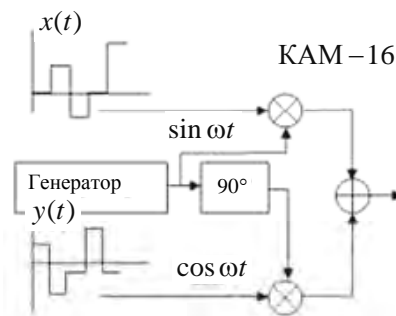 x(t)
КАМ – 16
sin ωt
Генератор
90°
y(t)
cos ωt